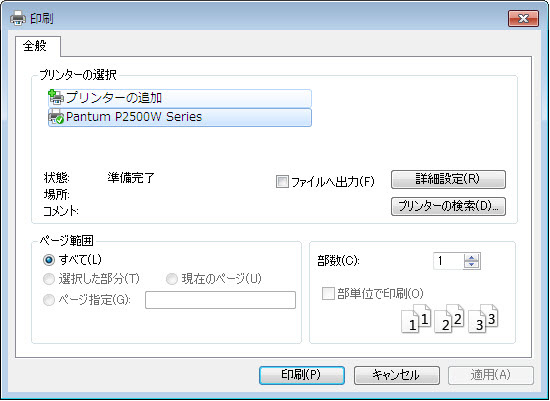 印刷
全般
プリンターの選択
プリンターの追加
Pantum P2500W Series
状態: 準備完了
場所:
コメント:
ファイルへ出力(F)
詳細設定(R)
プリンターの検索(D)...
ページ範囲
すべて(L)
選択した部分(T) 現在のページ(U)
ページ指定(G):
部数(C): 1
部単位で印刷(O)
1 1 2 2 3 3
印刷(P) キャンセル 適用(A)